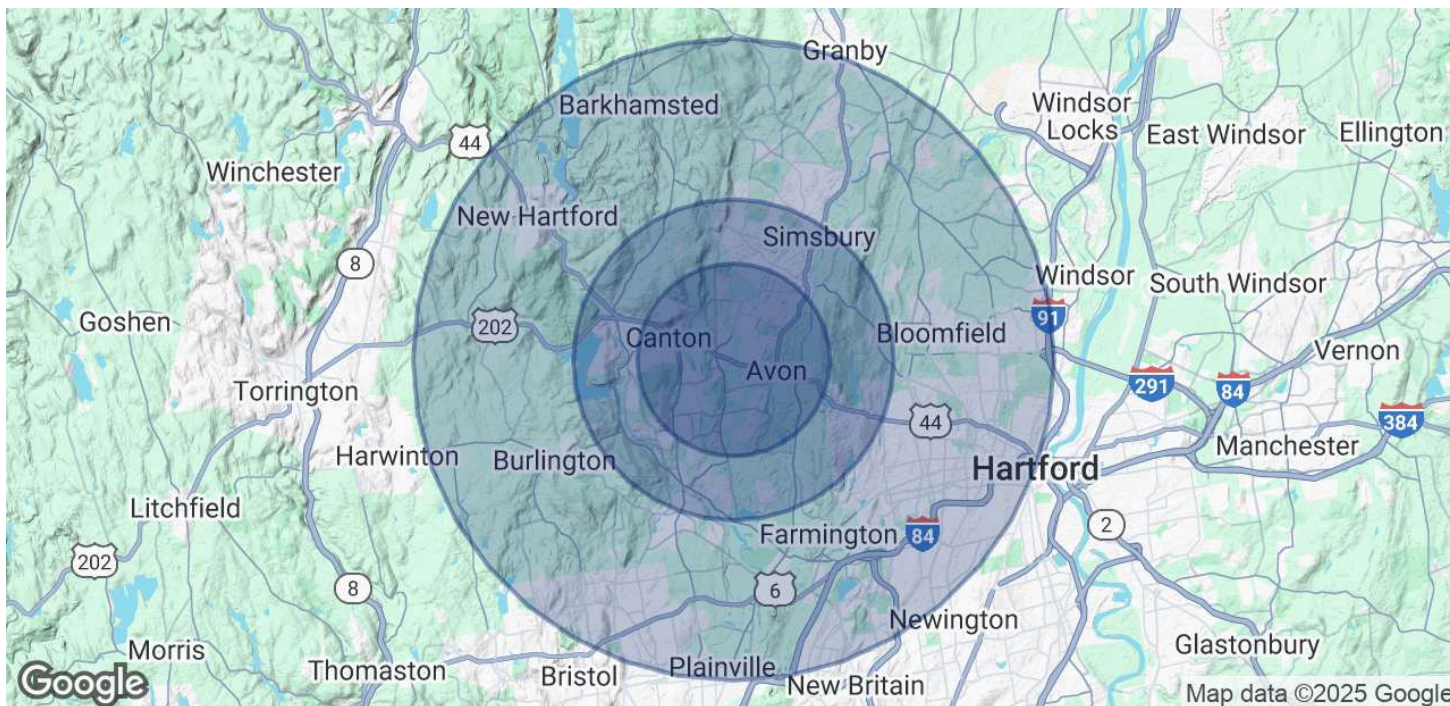 Granby
Barkhamsted
Windsor
Locks
East Windsor
Ellington
44
Winchester
New Hartford
Simsbury
8
Windsor
South Windsor
Goshen
202
Canton
Bloomfield
91
Vernon
Avon
291
84
Torrington
44
384
Harwinton
Burlington
Hartford
Manchester
Litchfield
Farmington
84
2
202
8
6
Newington
Morris
Thomaston
Bristol
Plainville
New Britain
Glastonbury
Google
Map data ©2025 Google